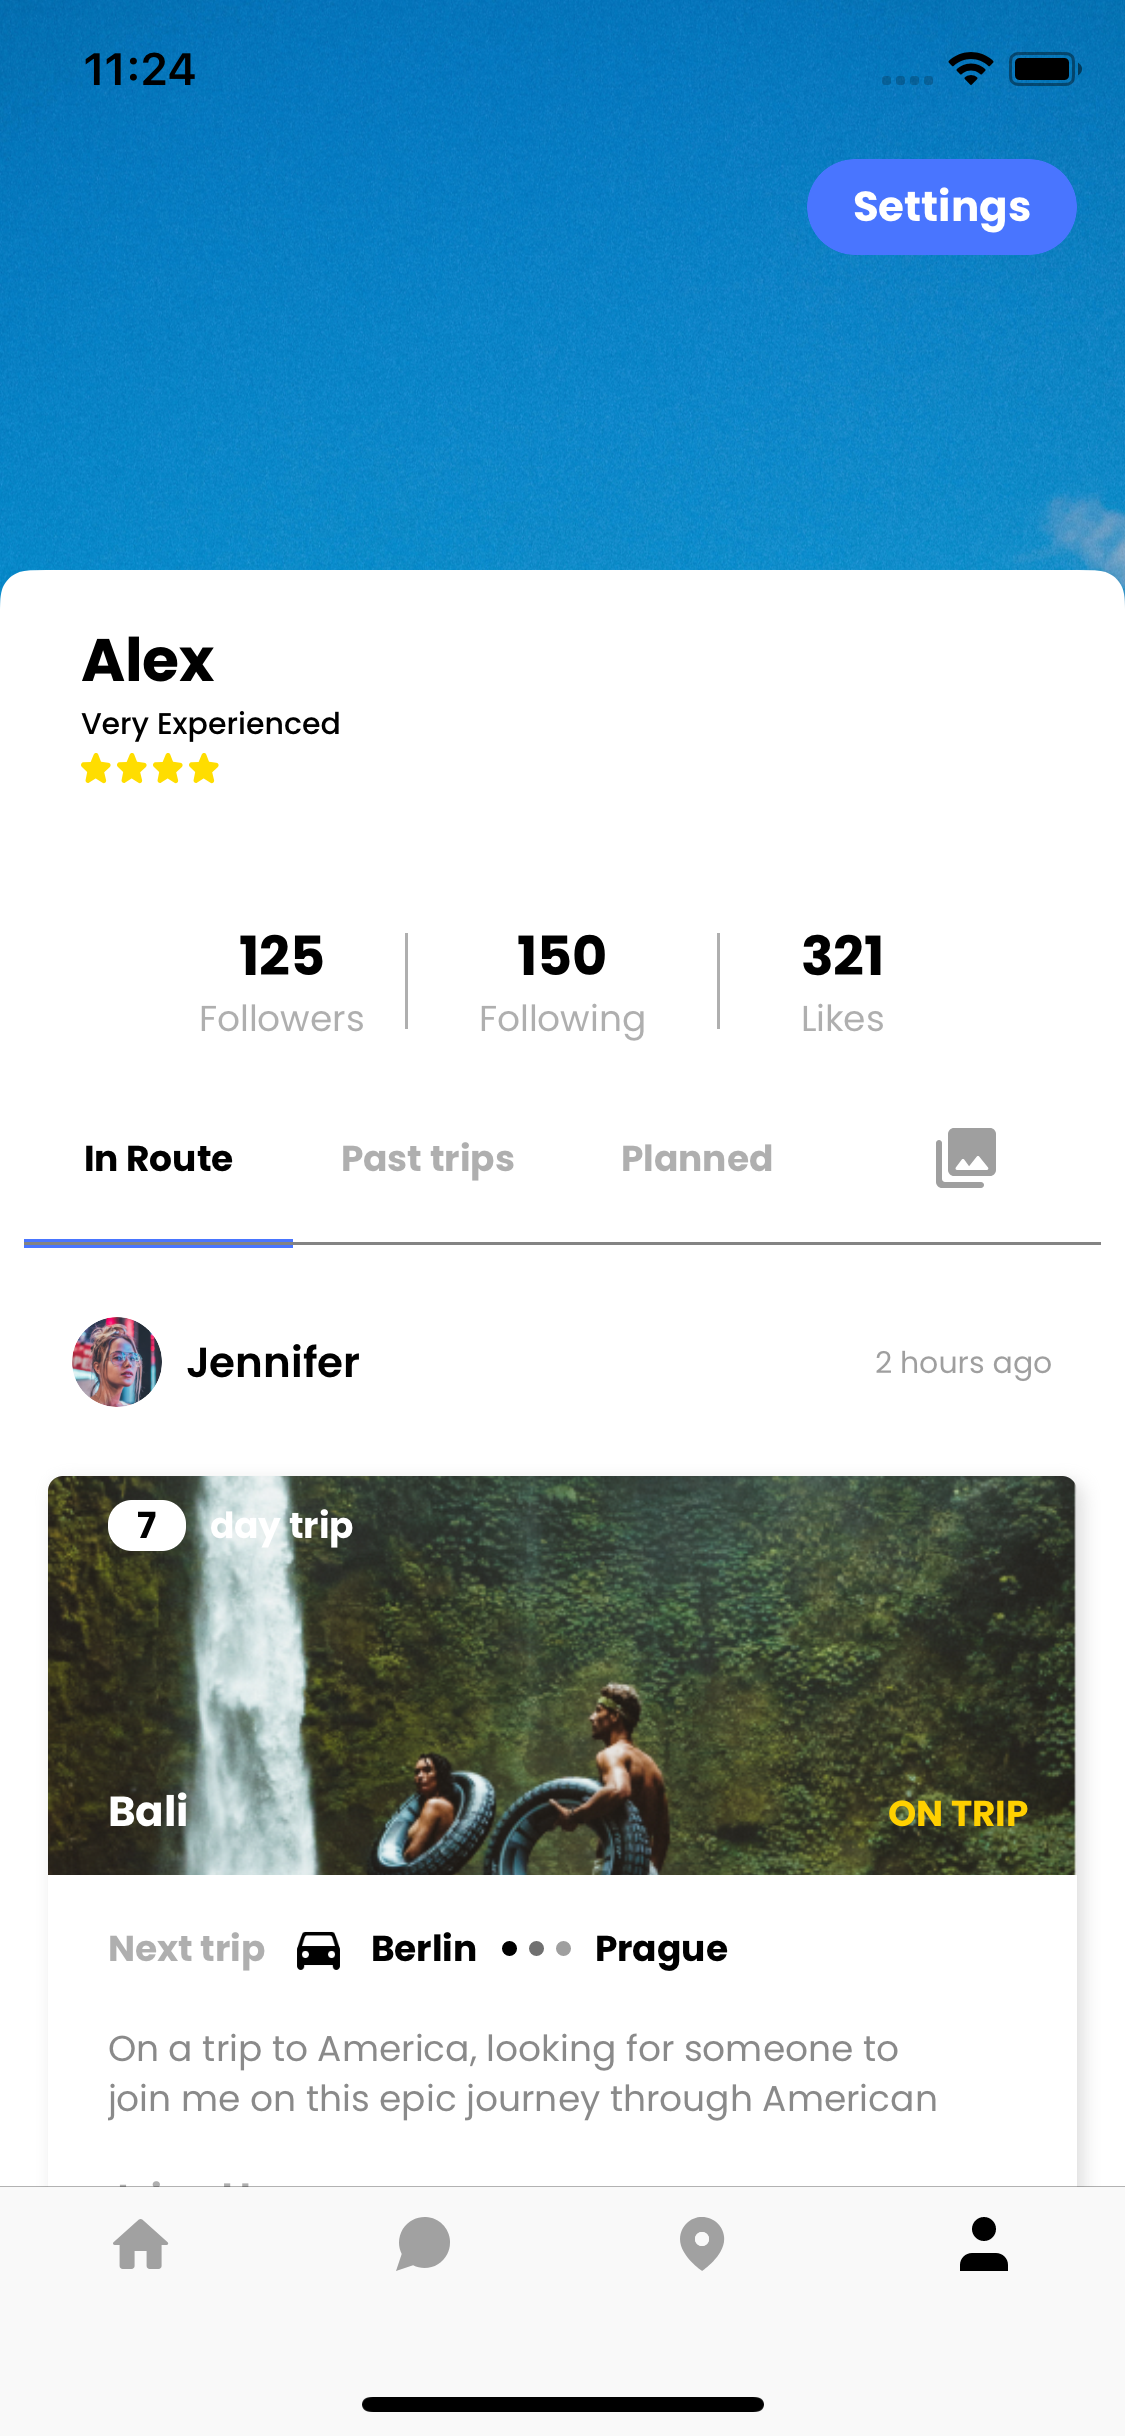 11:24
Settings
Alex
Very Experienced
125
150
321
Followers
Following
Likes
In Route
Past trips
Planned
Jennifer
2 hours ago
7 day trip
Bali
ON TRIP
Next trip
Berlin
Prague
On a trip to America, looking for someone to
join me on this epic journey through American